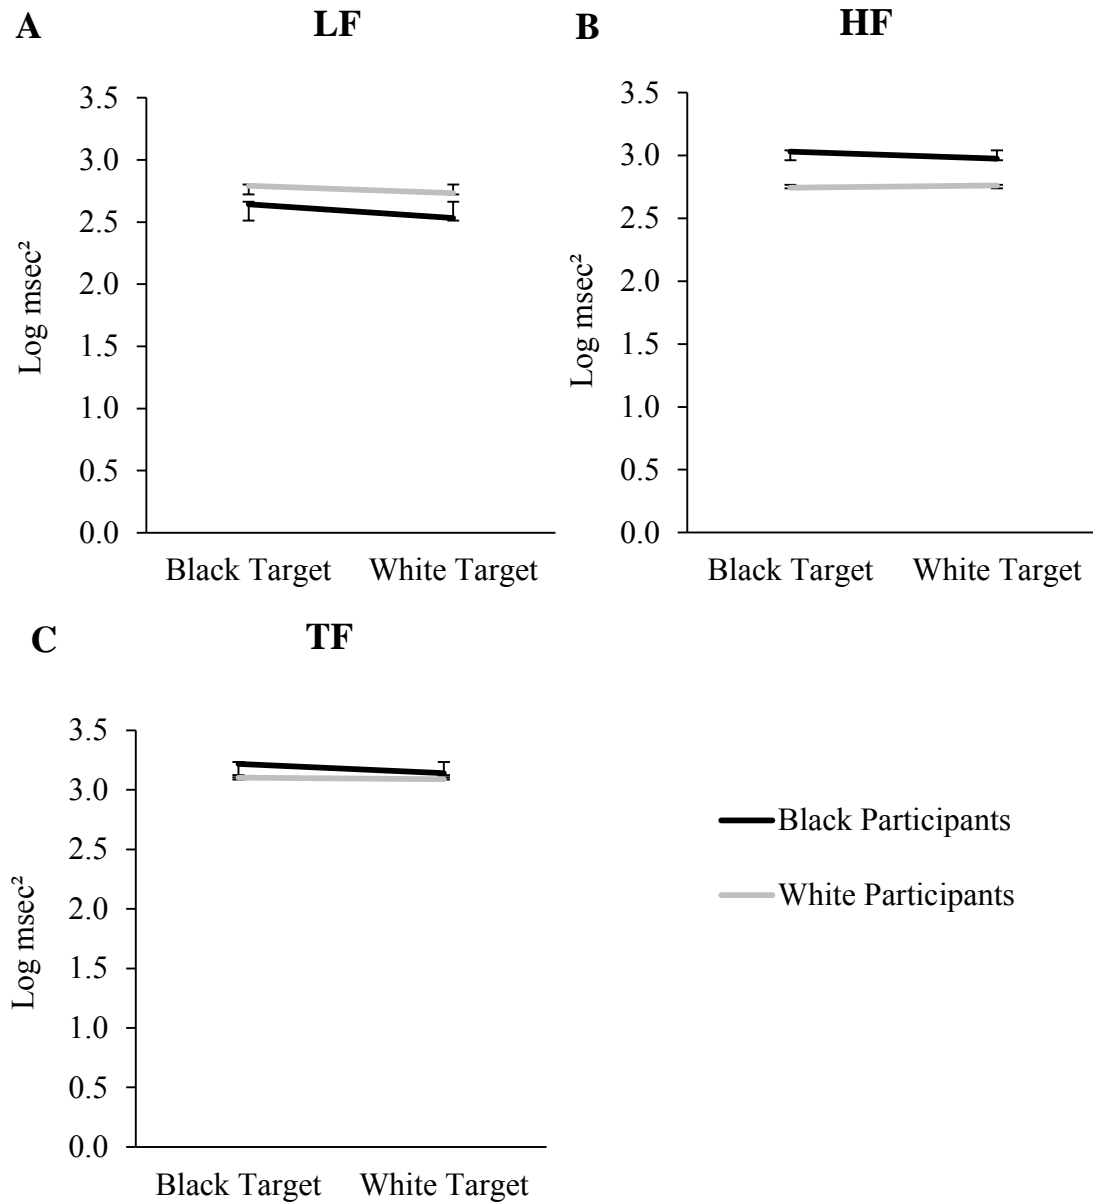 A
LF
3.5
3.0
2.5
2.0
1.5
1.0
0.5
0.0
Log msec²
Black Target
White Target
B
HF
3.5
3.0
2.5
2.0
1.5
1.0
0.5
0.0
Log msec²
Black Target
White Target
C
TF
3.5
3.0
2.5
2.0
1.5
1.0
0.5
0.0
Log msec²
Black Target
White Target
Black Participants
White Participants